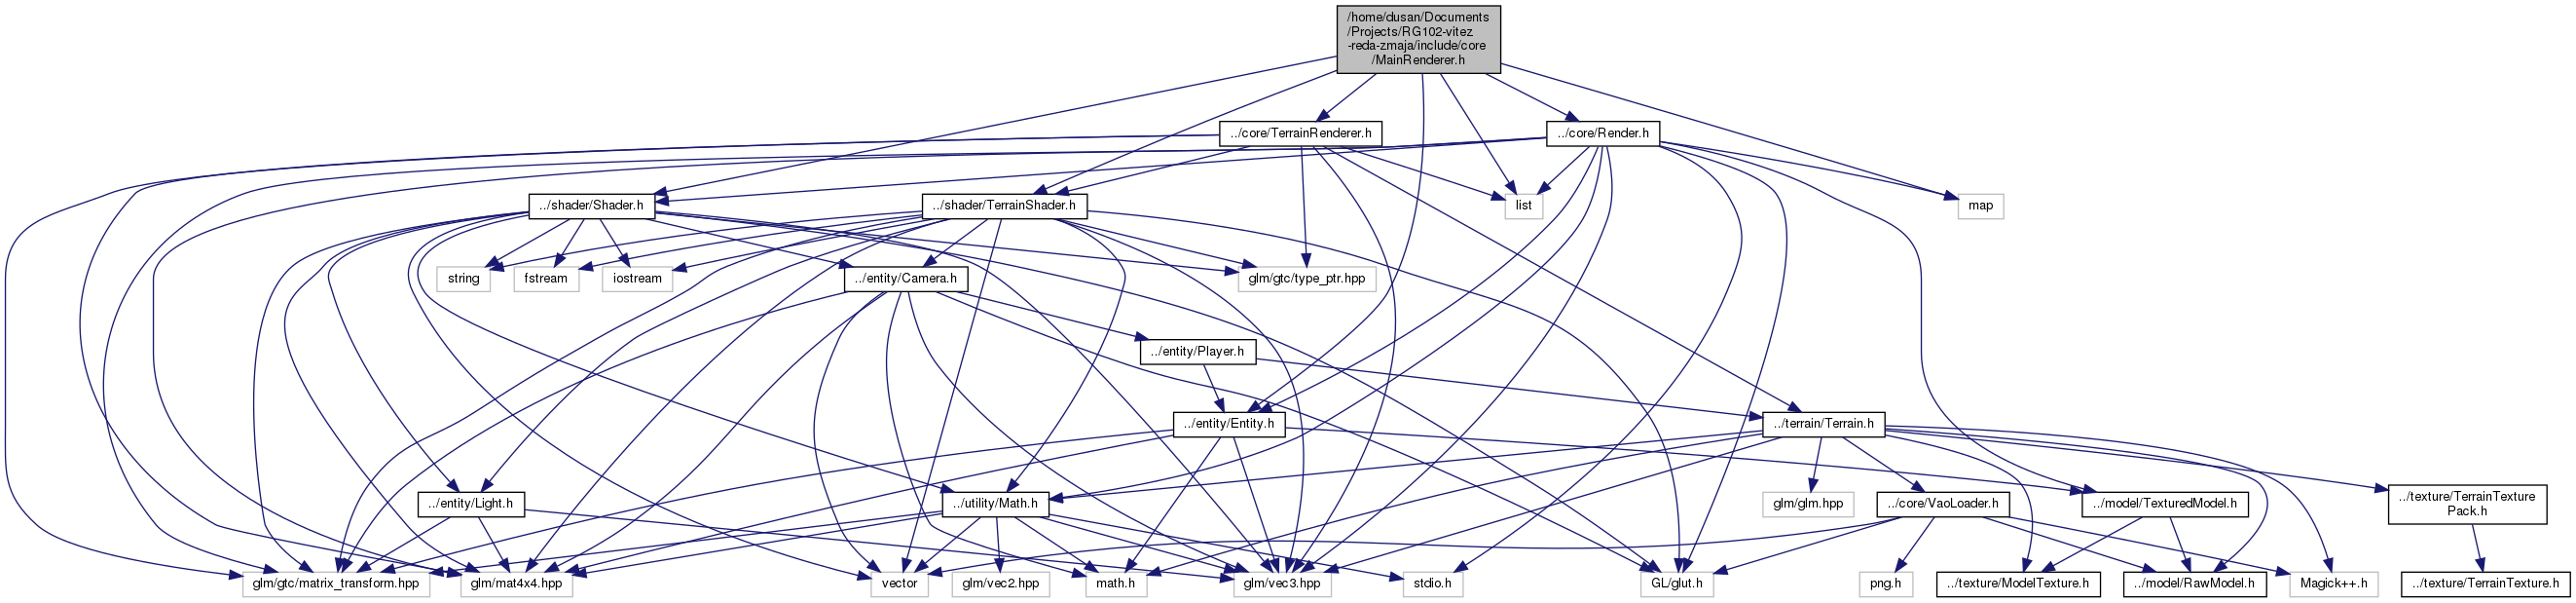 /home/dusan/Documents
/Projects/RG102-vitez
-reda-zmaja/include/core
/MainRenderer.h
../core/TerrainRenderer.h
../core/Render.h
../shader/Shader.h
../shader/TerrainShader.h
list
map
string
fstream
iostream
../entity/Camera.h
glm/gtc/type_ptr.hpp
../entity/Player.h
../entity/Entity.h
../terrain/Terrain.h
../entity/Light.h
../utility/Math.h
glm/glm.hpp
../core/VaoLoader.h
../model/TexturedModel.h
../texture/TerrainTexture
Pack.h
glm/gtc/matrix_transform.hpp
glm/mat4x4.hpp
vector
glm/vec2.hpp
math.h
glm/vec3.hpp
stdio.h
GL/glut.h
png.h
../texture/ModelTexture.h
../model/RawModel.h
Magick++.h
../texture/TerrainTexture.h